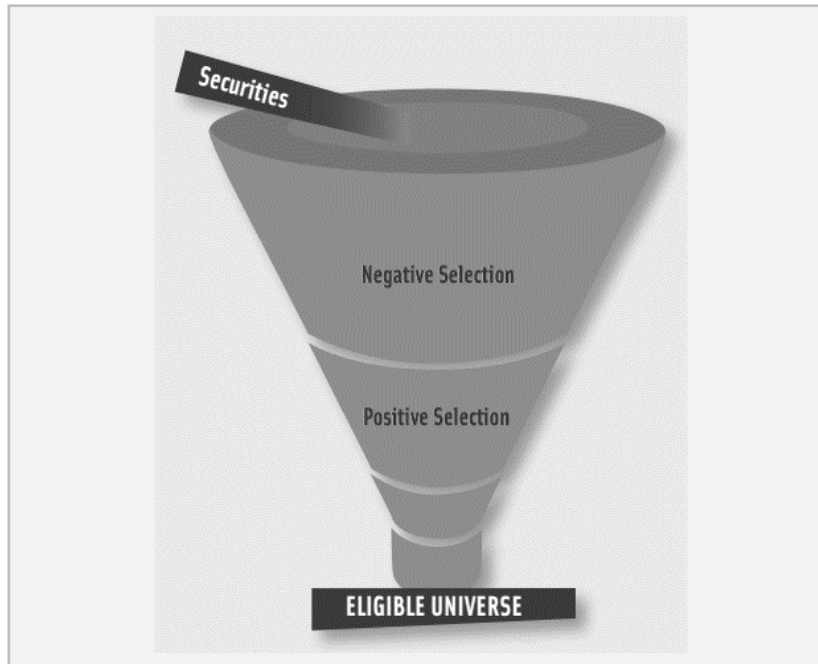 Securities
Negative Selection
Positive Selection
ELIGIBLE UNIVERSE